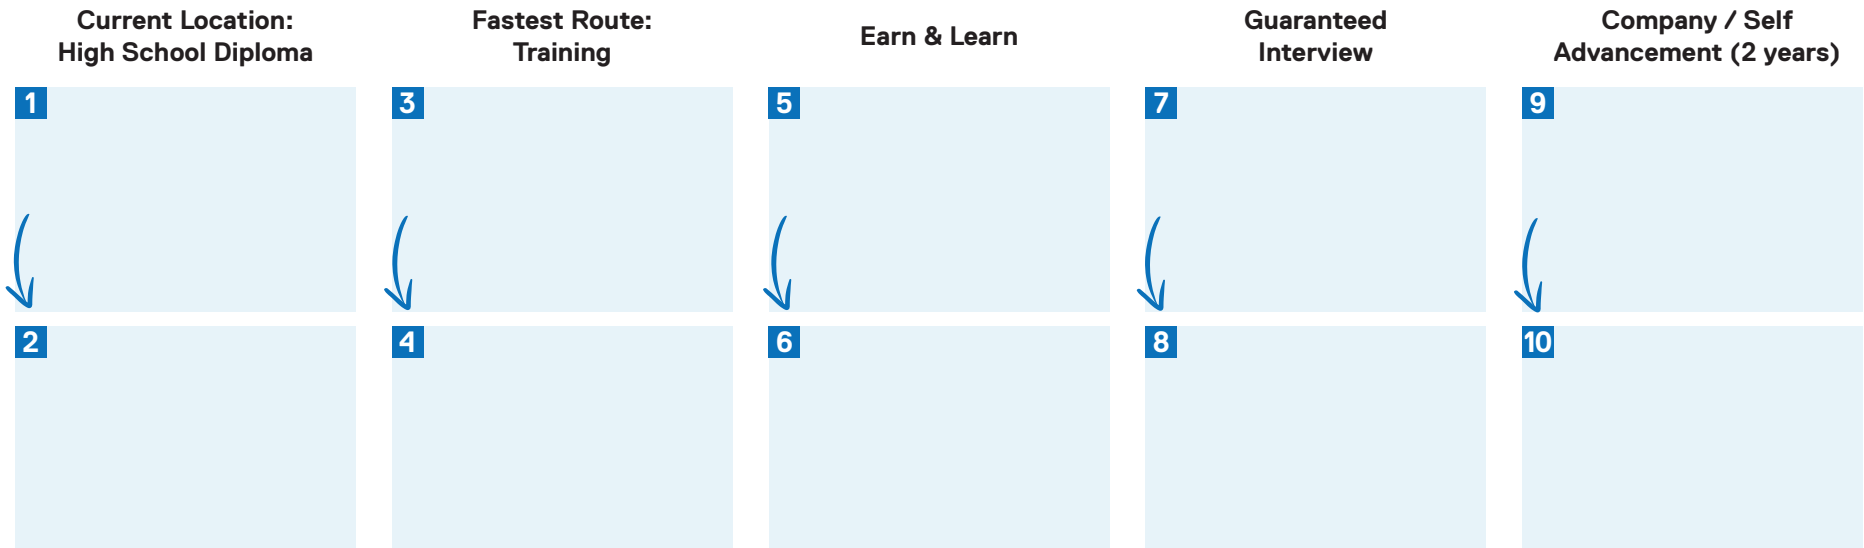 Current Location:
High School Diploma
Fastest Route:
Training
Earn & Learn
Guaranteed
Interview
Company / Self
Advancement (2 years)
1
3
5
7
9
2
4
6
8
10